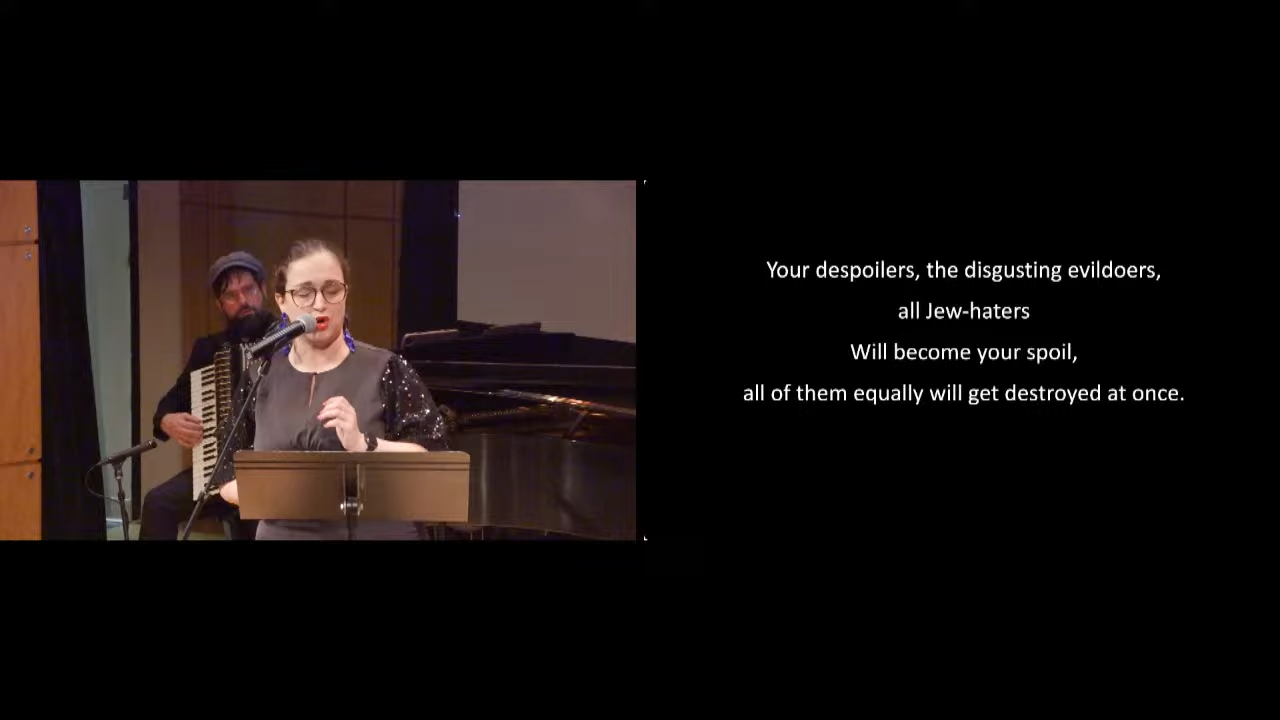 Your despoilers, the disgusting evildoers,
all Jew-haters
Will become your spoil,
all of them equally will get destroyed at once.